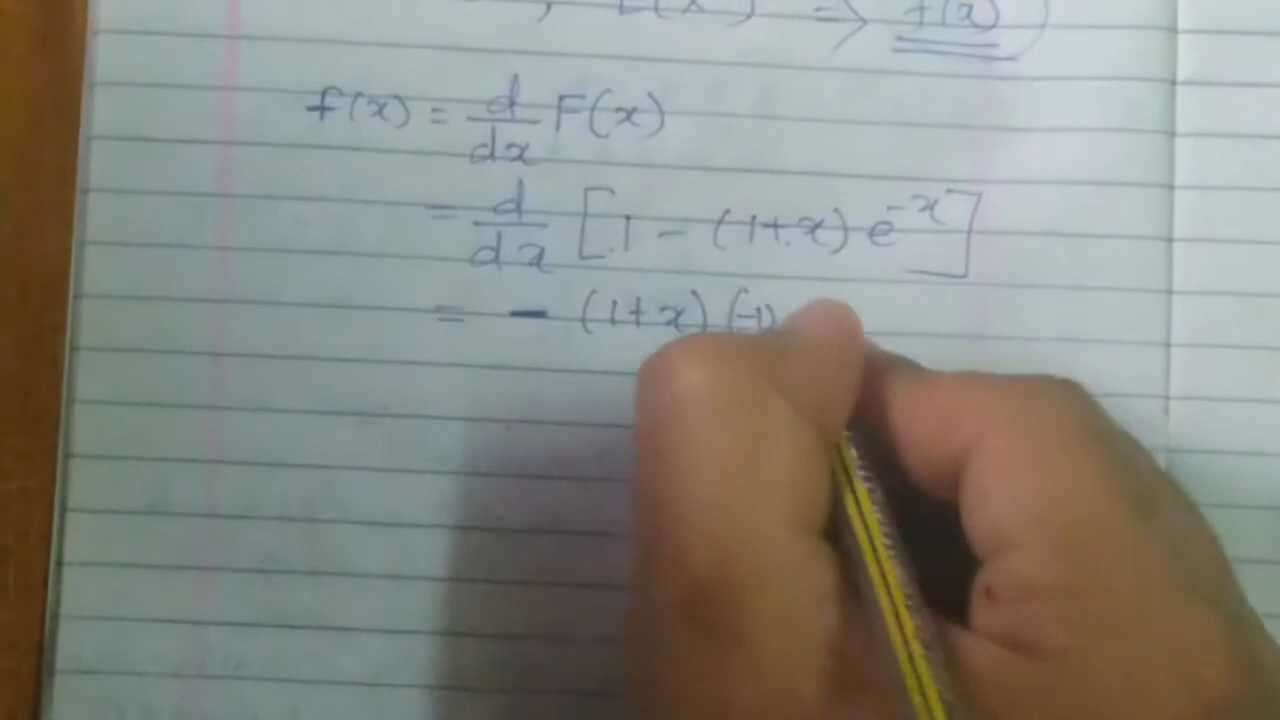 ⇒ f(x)
f(x) = d/dx F(x)
= d/dx [1 - (1+x) e^-x]
= - (1+x) (-1)